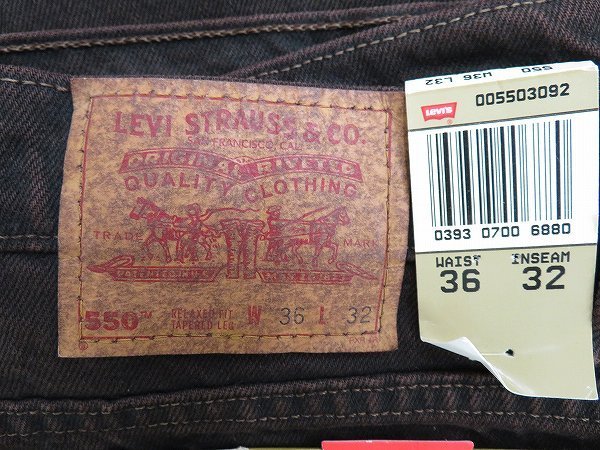 LEVI STRAUSS & CO.
SAN FRANCISCO, CAL.
ORIGINAL RIVETED
QUALITY CLOTHING
TRADE MARK
550™ RELAXED FIT TAPERED LEG W 36 L 32
550 W36 L32
Levi's
005503092
0393 0700 6880
WAIST INSEAM
36 32